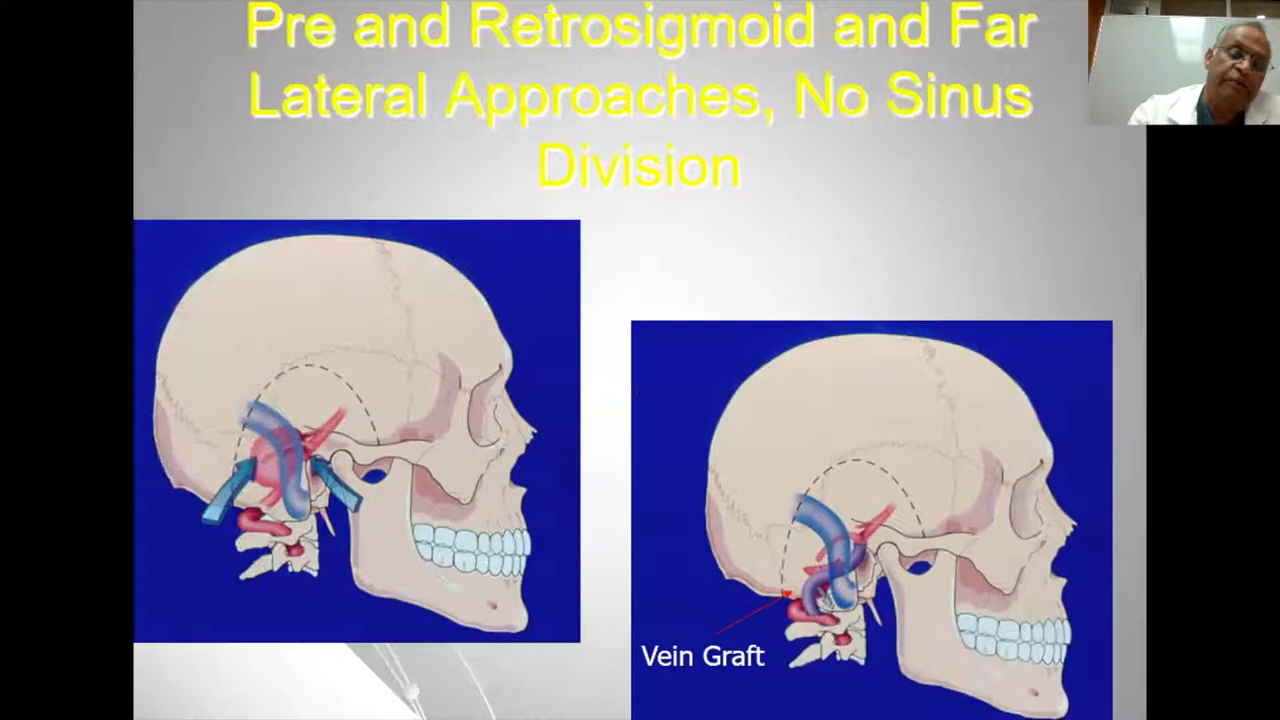 Pre and Retrosigmoid and Far
Lateral Approaches, No Sinus
Division
Vein Graft